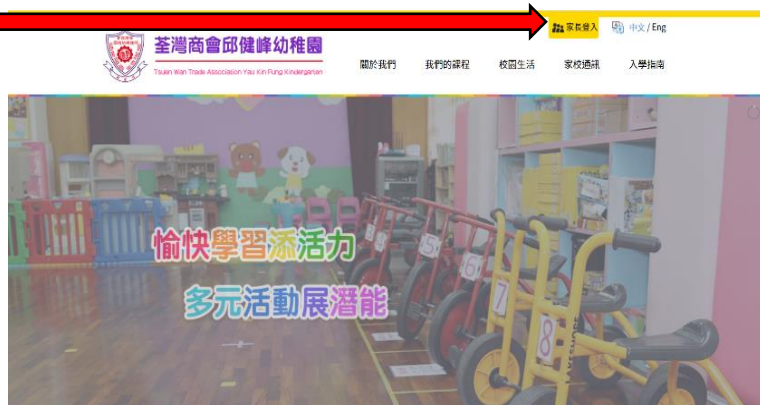 家長登入
中文 / Eng
荃灣商會邱健峰幼稚園
Tsuen Wan Trade Association Yau Kin Fung Kindergarten
關於我們
我們的課程
校園生活
家校通訊
入學指南
愉快學習添活力
多元活動展潛能
5
6
7
8
LAKESHORE